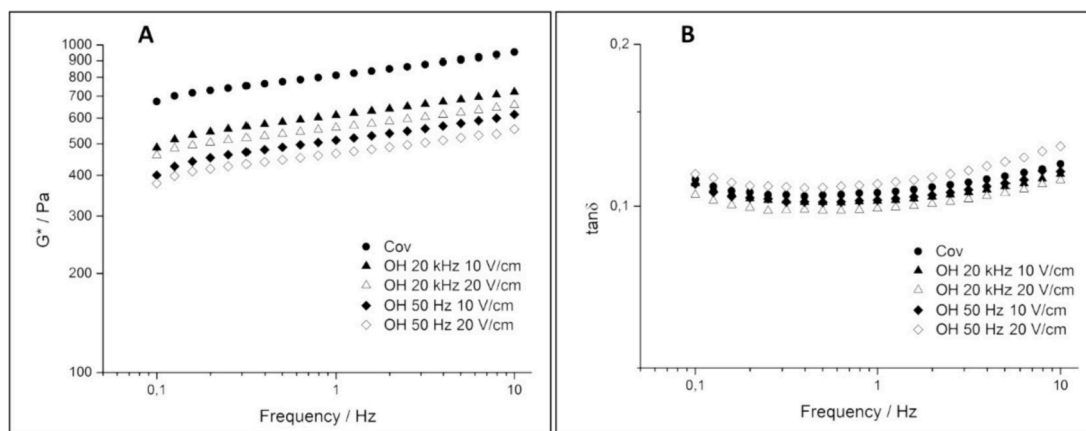 A
G* / Pa
1000
900
800
700
600
500
400
300
200
100
0,1
1
10
Frequency / Hz
Cov
OH 20 kHz 10 V/cm
OH 20 kHz 20 V/cm
OH 50 Hz 10 V/cm
OH 50 Hz 20 V/cm
B
tanδ
0,2
0,1
0,1
1
10
Frequency / Hz
Cov
OH 20 kHz 10 V/cm
OH 20 kHz 20 V/cm
OH 50 Hz 10 V/cm
OH 50 Hz 20 V/cm